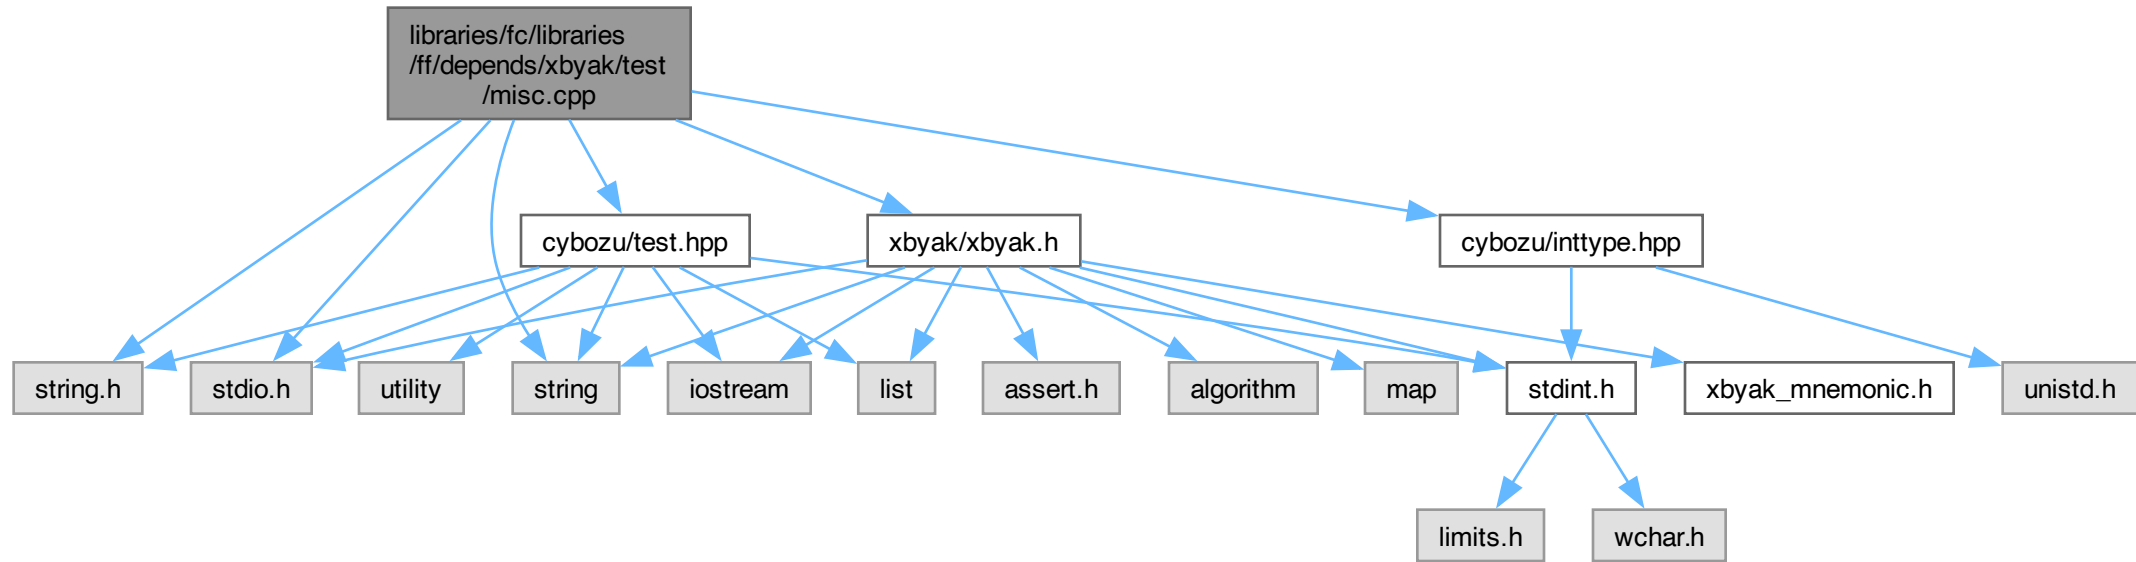 libraries/fc/libraries
/ff/depends/xbyak/test
/misc.cpp
cybozu/test.hpp
xbyak/xbyak.h
cybozu/inttype.hpp
string.h
stdio.h
utility
string
iostream
list
assert.h
algorithm
map
stdint.h
xbyak_mnemonic.h
unistd.h
limits.h
wchar.h